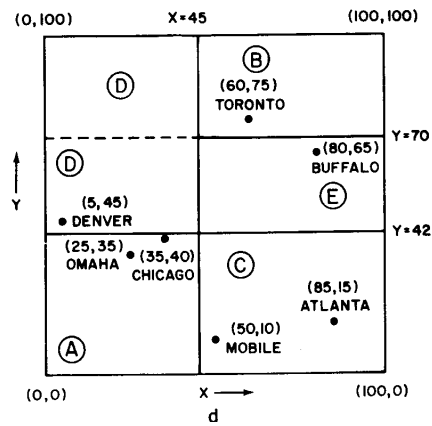 (0,100) X=45 (100,100)
D B
(60,75)
TORONTO
Y=70
D (80,65)
BUFFALO
Y E
(5,45)
DENVER
Y=42
(25,35) (35,40) C
OMAHA CHICAGO
(85,15)
ATLANTA
(50,10)
A MOBILE
(0,0) X (100,0)
d